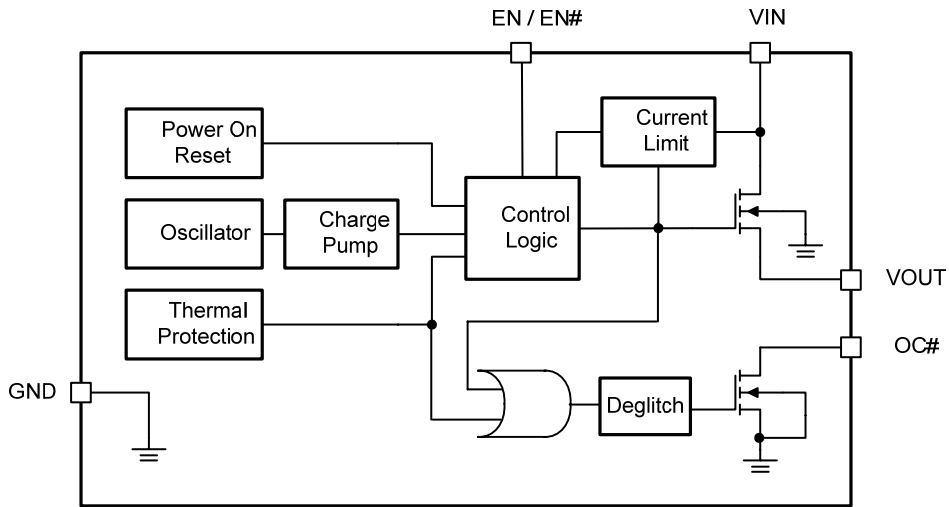 EN / EN#
VIN
Power On
Reset
Current
Limit
Oscillator
Charge
Pump
Control
Logic
Thermal
Protection
VOUT
OC#
GND
Deglitch